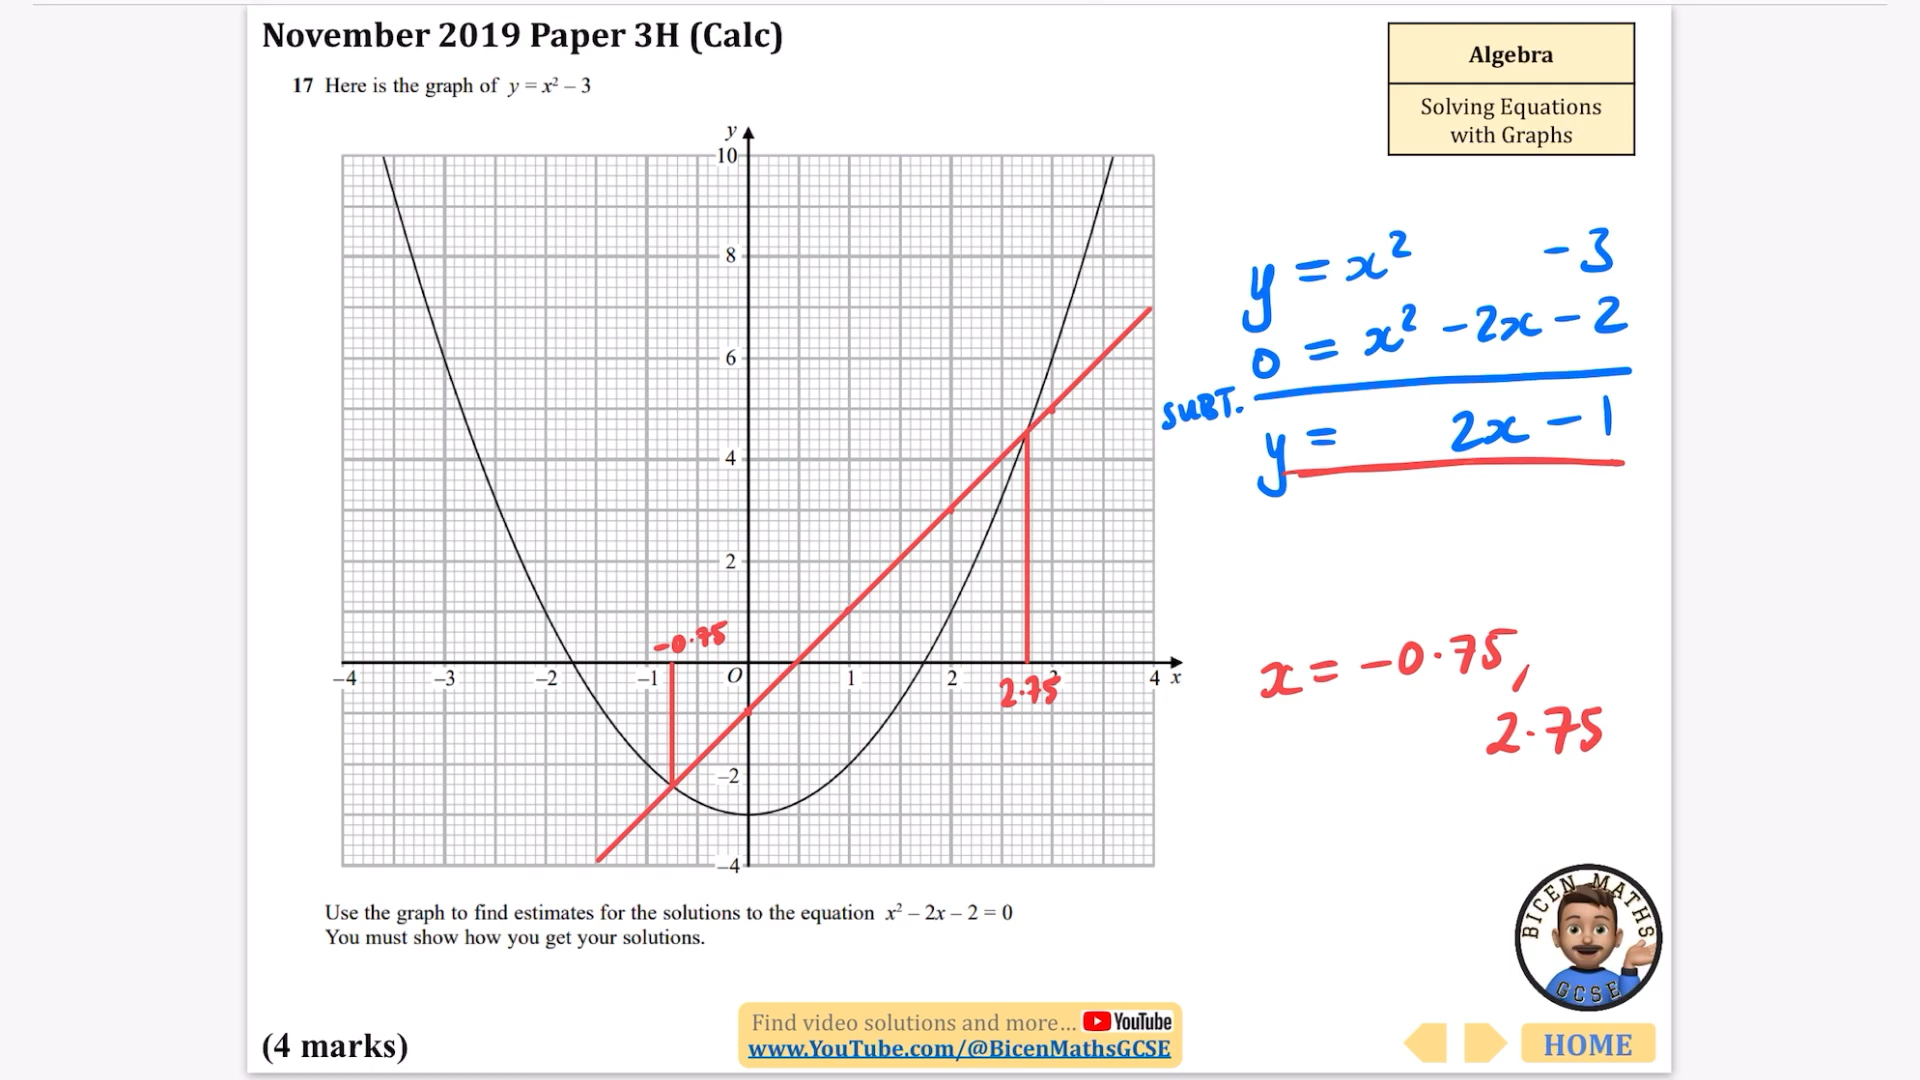 November 2019 Paper 3H (Calc)
Algebra
Solving Equations
with Graphs
17 Here is the graph of y = x² – 3
y
10
8
6
4
2
–2
–4
–4 –3 –2 –1 O 1 2 3 4 x
-0.75
2.75
y = x² -3
0 = x² -2x - 2
SUBT.
y = 2x - 1
x = -0.75,
2.75
Use the graph to find estimates for the solutions to the equation x² – 2x – 2 = 0
You must show how you get your solutions.
(4 marks)
Find video solutions and more... YouTube
www.YouTube.com/@BicenMathsGCSE
BICEN MATHS
GCSE
HOME